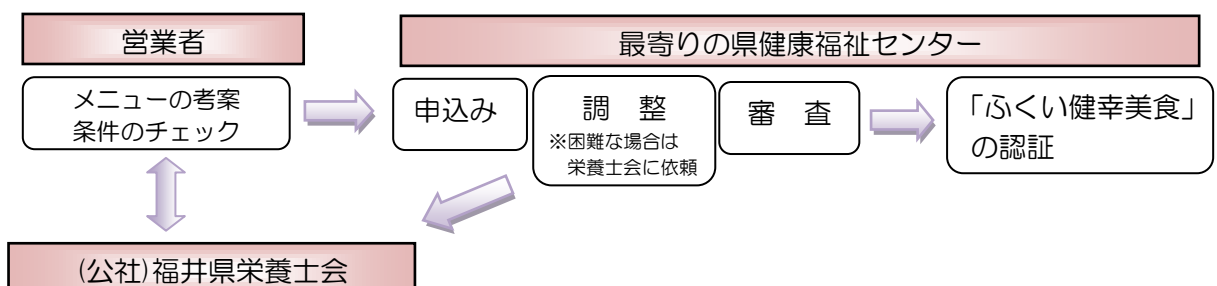 営業者
最寄りの県健康福祉センター
メニューの考案
条件のチェック
申込み
調　整
※困難な場合は
栄養士会に依頼
審　査
「ふくい健幸美食」
の認証
(公社)福井県栄養士会